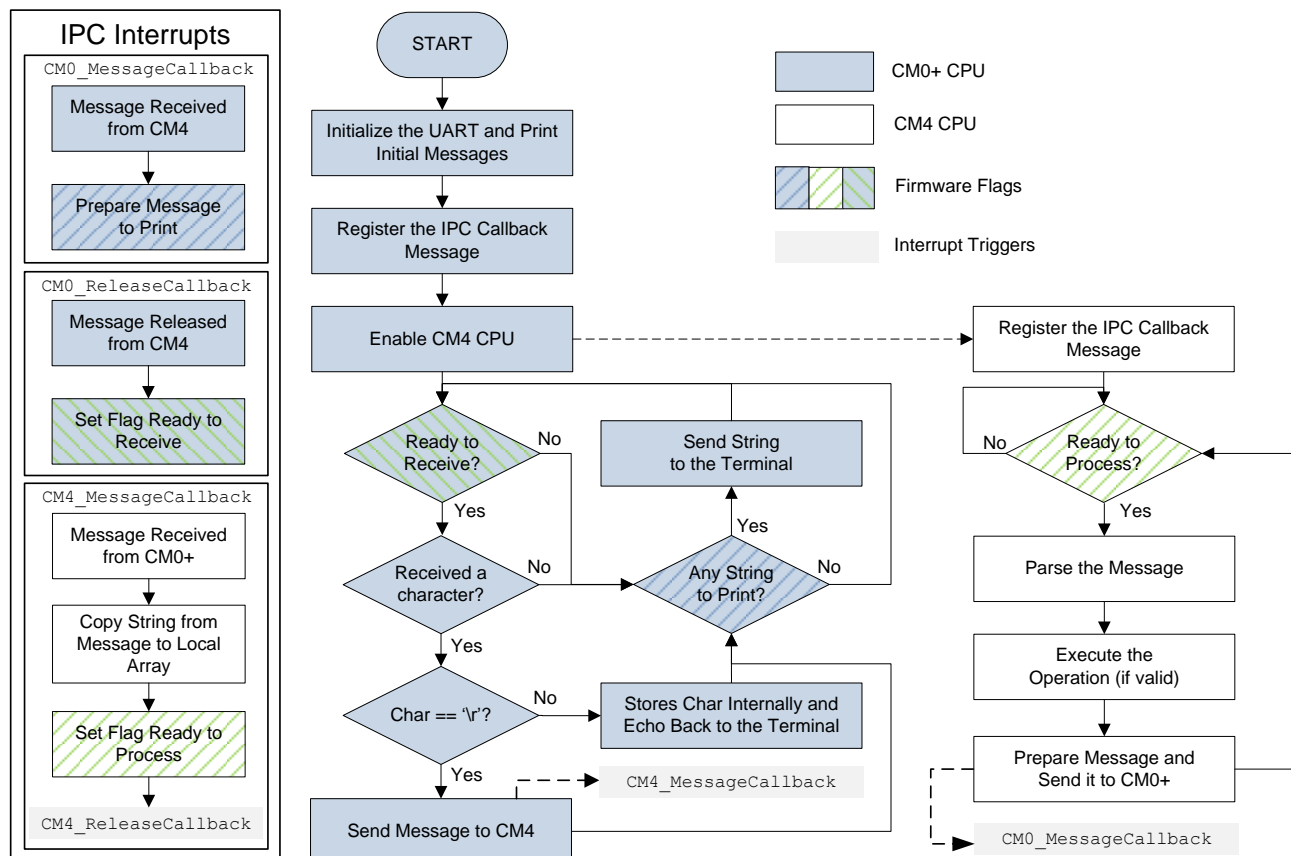 IPC Interrupts
CM0_MessageCallback
Message Received
from CM4
Prepare Message
to Print
CM0_ReleaseCallback
Message Released
from CM4
Set Flag Ready to
Receive
CM4_MessageCallback
Message Received
from CM0+
Copy String from
Message to Local
Array
Set Flag Ready to
Process
CM4_ReleaseCallback
START
Initialize the UART and Print
Initial Messages
Register the IPC Callback
Message
Enable CM4 CPU
Ready to
Receive?
No
Yes
Received a
character?
No
Yes
Char == '\r'?
No
Yes
Send Message to CM4
Send String
to the Terminal
Yes
Any String
to Print?
No
Stores Char Internally and
Echo Back to the Terminal
CM4_MessageCallback
CM0+ CPU
CM4 CPU
Firmware Flags
Interrupt Triggers
Register the IPC Callback
Message
No
Ready to
Process?
Yes
Parse the Message
Execute the
Operation (if valid)
Prepare Message and
Send it to CM0+
CM0_MessageCallback